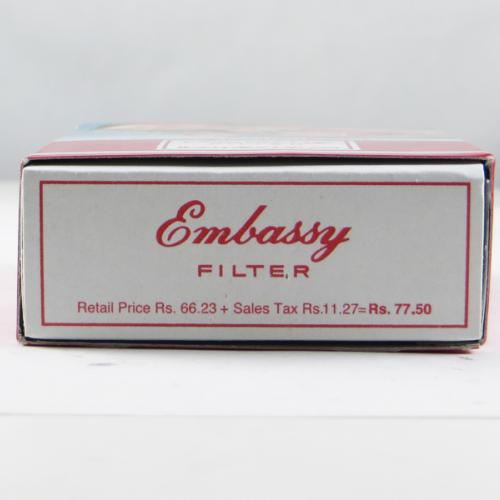 Embassy
FILTER
Retail Price Rs. 66.23 + Sales Tax Rs.11.27=Rs. 77.50